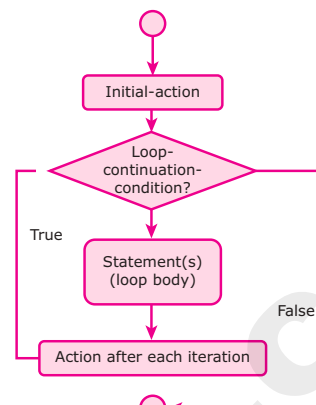 Initial-action
Loop-
continuation-
condition?
True
Statement(s)
(loop body)
False
Action after each iteration